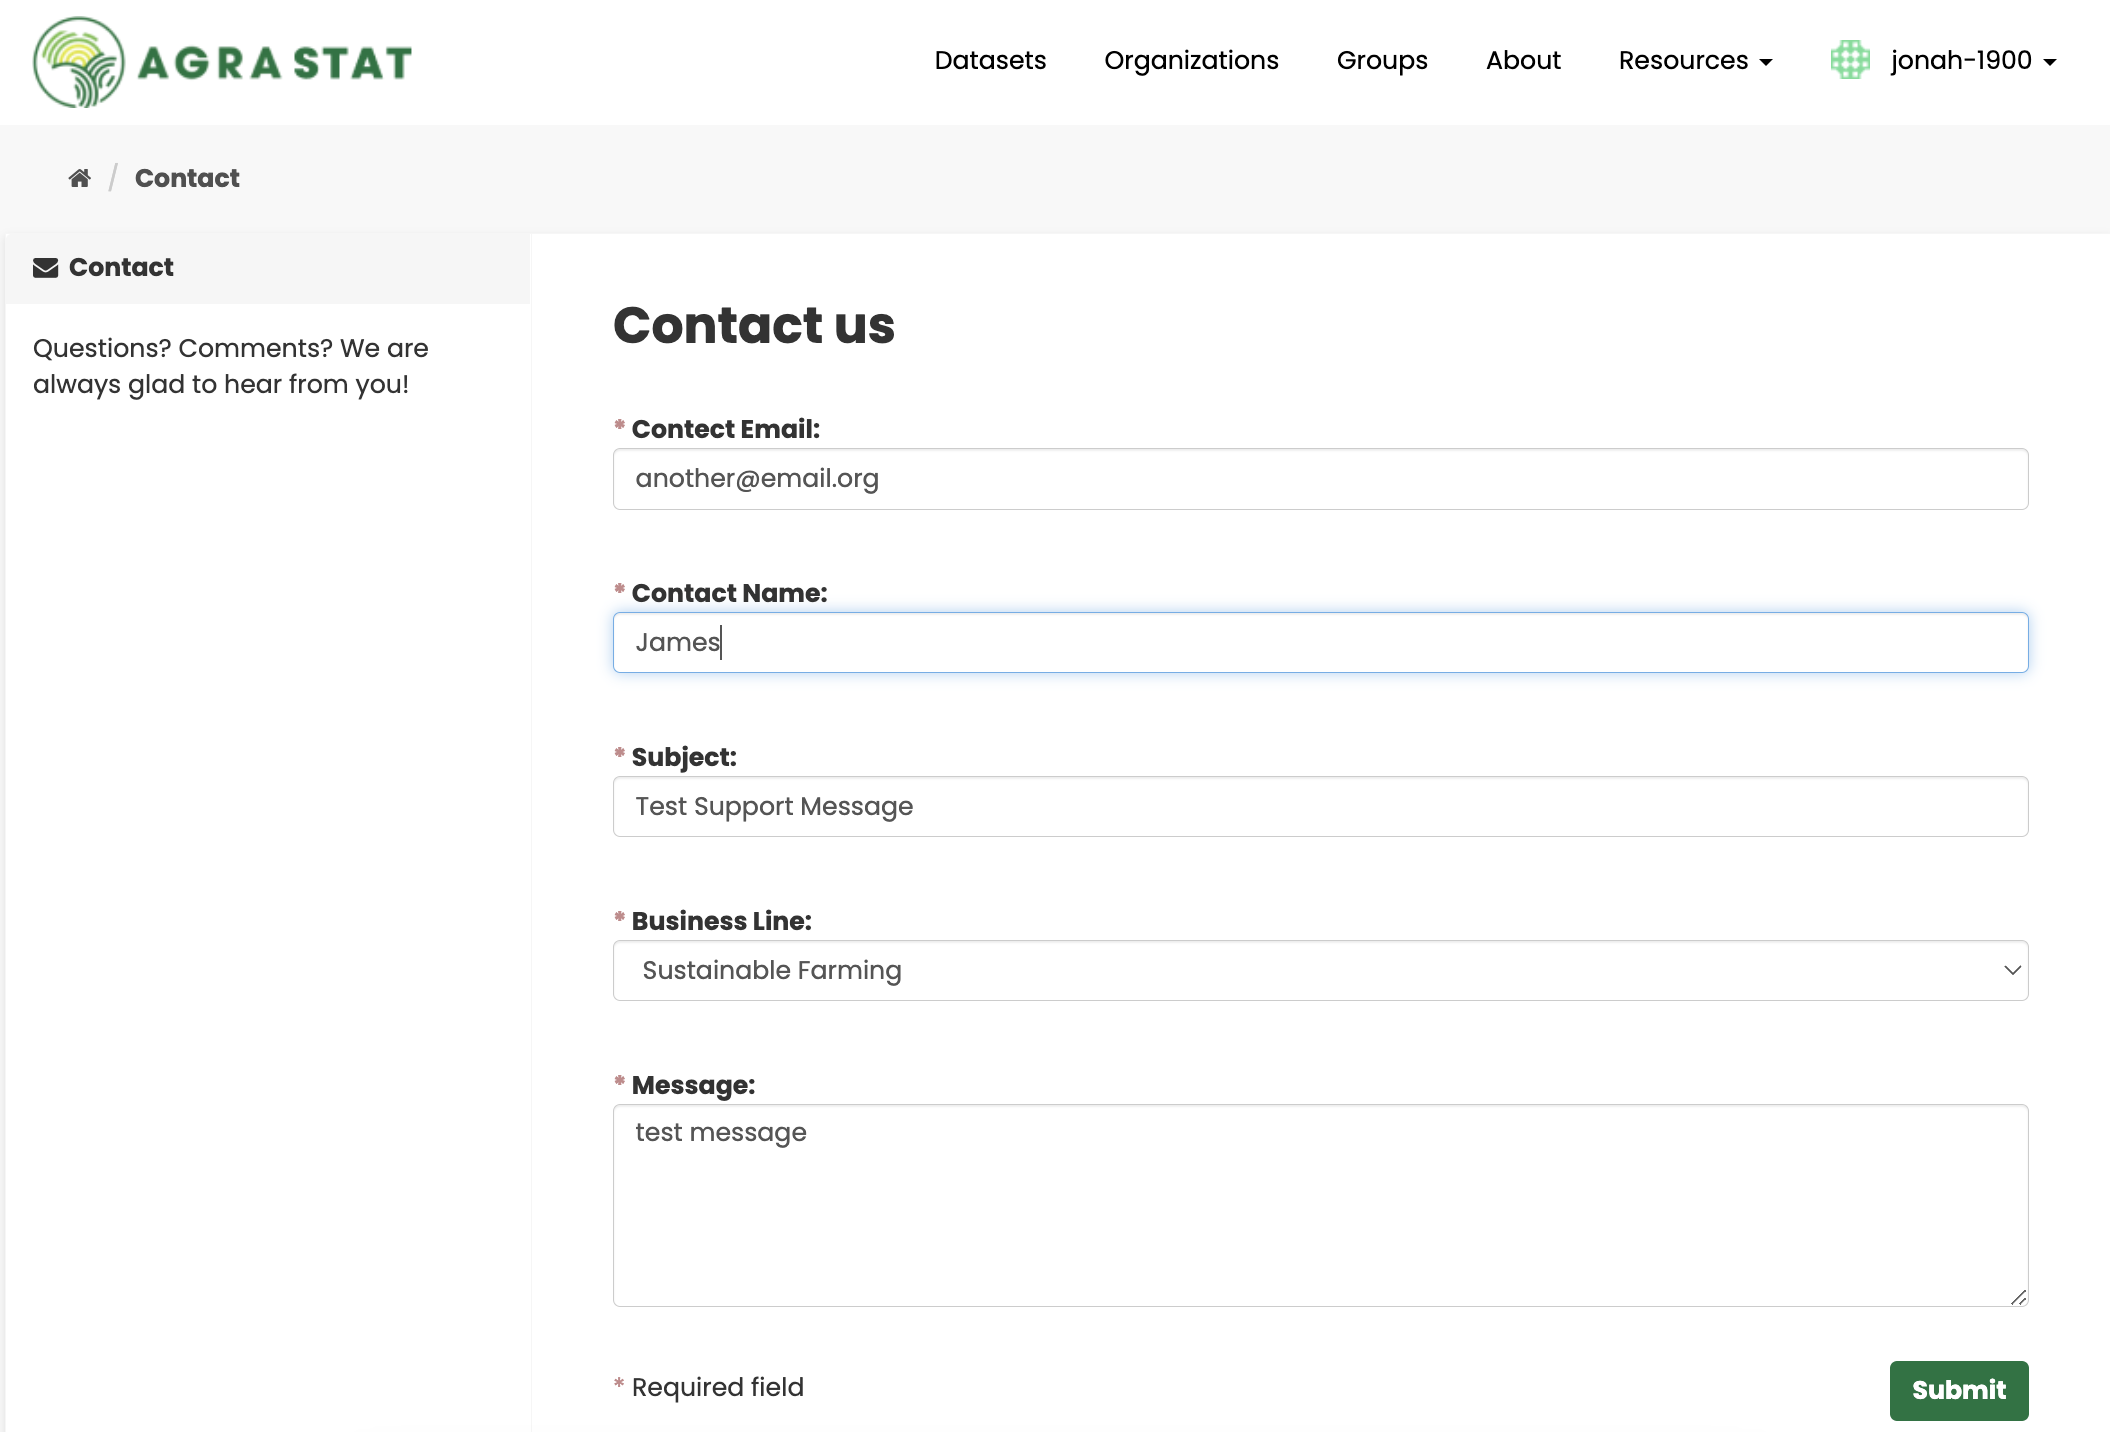 AGRA STAT
Datasets Organizations Groups About Resources jonah-1900
/ Contact
Contact
Questions? Comments? We are
always glad to hear from you!
Contact us
* Contect Email:
another@email.org
* Contact Name:
James
* Subject:
Test Support Message
* Business Line:
Sustainable Farming
* Message:
test message
* Required field
Submit